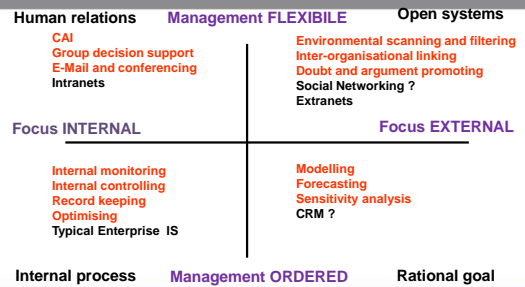 Human relations
Management FLEXIBILE
Open systems
CAI
Group decision support
E-Mail and conferencing
Intranets
Environmental scanning and filtering
Inter-organisational linking
Doubt and argument promoting
Social Networking ?
Extranets
Focus INTERNAL
Focus EXTERNAL
Internal monitoring
Internal controlling
Record keeping
Optimising
Typical Enterprise IS
Modelling
Forecasting
Sensitivity analysis
CRM ?
Internal process
Management ORDERED
Rational goal